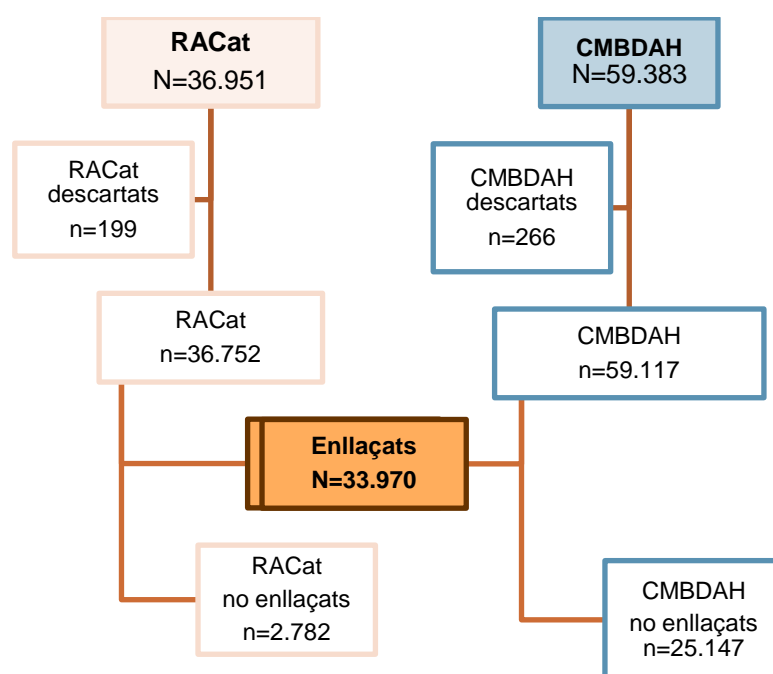 RACat
N=36.951
CMBDAH
N=59.383
RACat
descartats
n=199
CMBDAH
descartats
n=266
RACat
n=36.752
CMBDAH
n=59.117
Enllaçats
N=33.970
RACat
no enllaçats
n=2.782
CMBDAH
no enllaçats
n=25.147